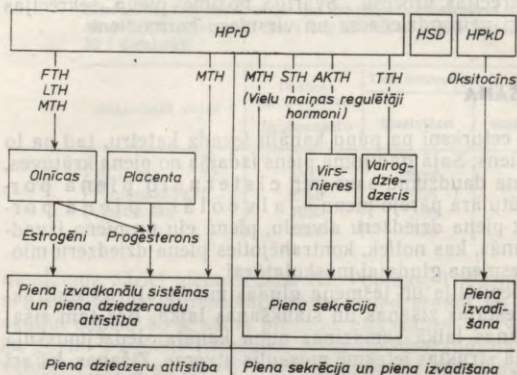 HPrD HSD HPkD
FTH
LTH
MTH
MTH
MTH STH AKTH TTH
Oksitocīns
(Vielu maiņas regulētāji
hormoni)
Olnīcas
Placenta
Virs-
nieres
Vairog-
dzie-
dzeris
Estrogēni Progesterons
Piena izvadkanālu sistēmas
un piena dziedzeraudu
attīstība
Piena sekrēcija
Piena
izvadī-
šana
Piena dziedzeru attīstība
Piena sekrēcija un piena izvadīšana